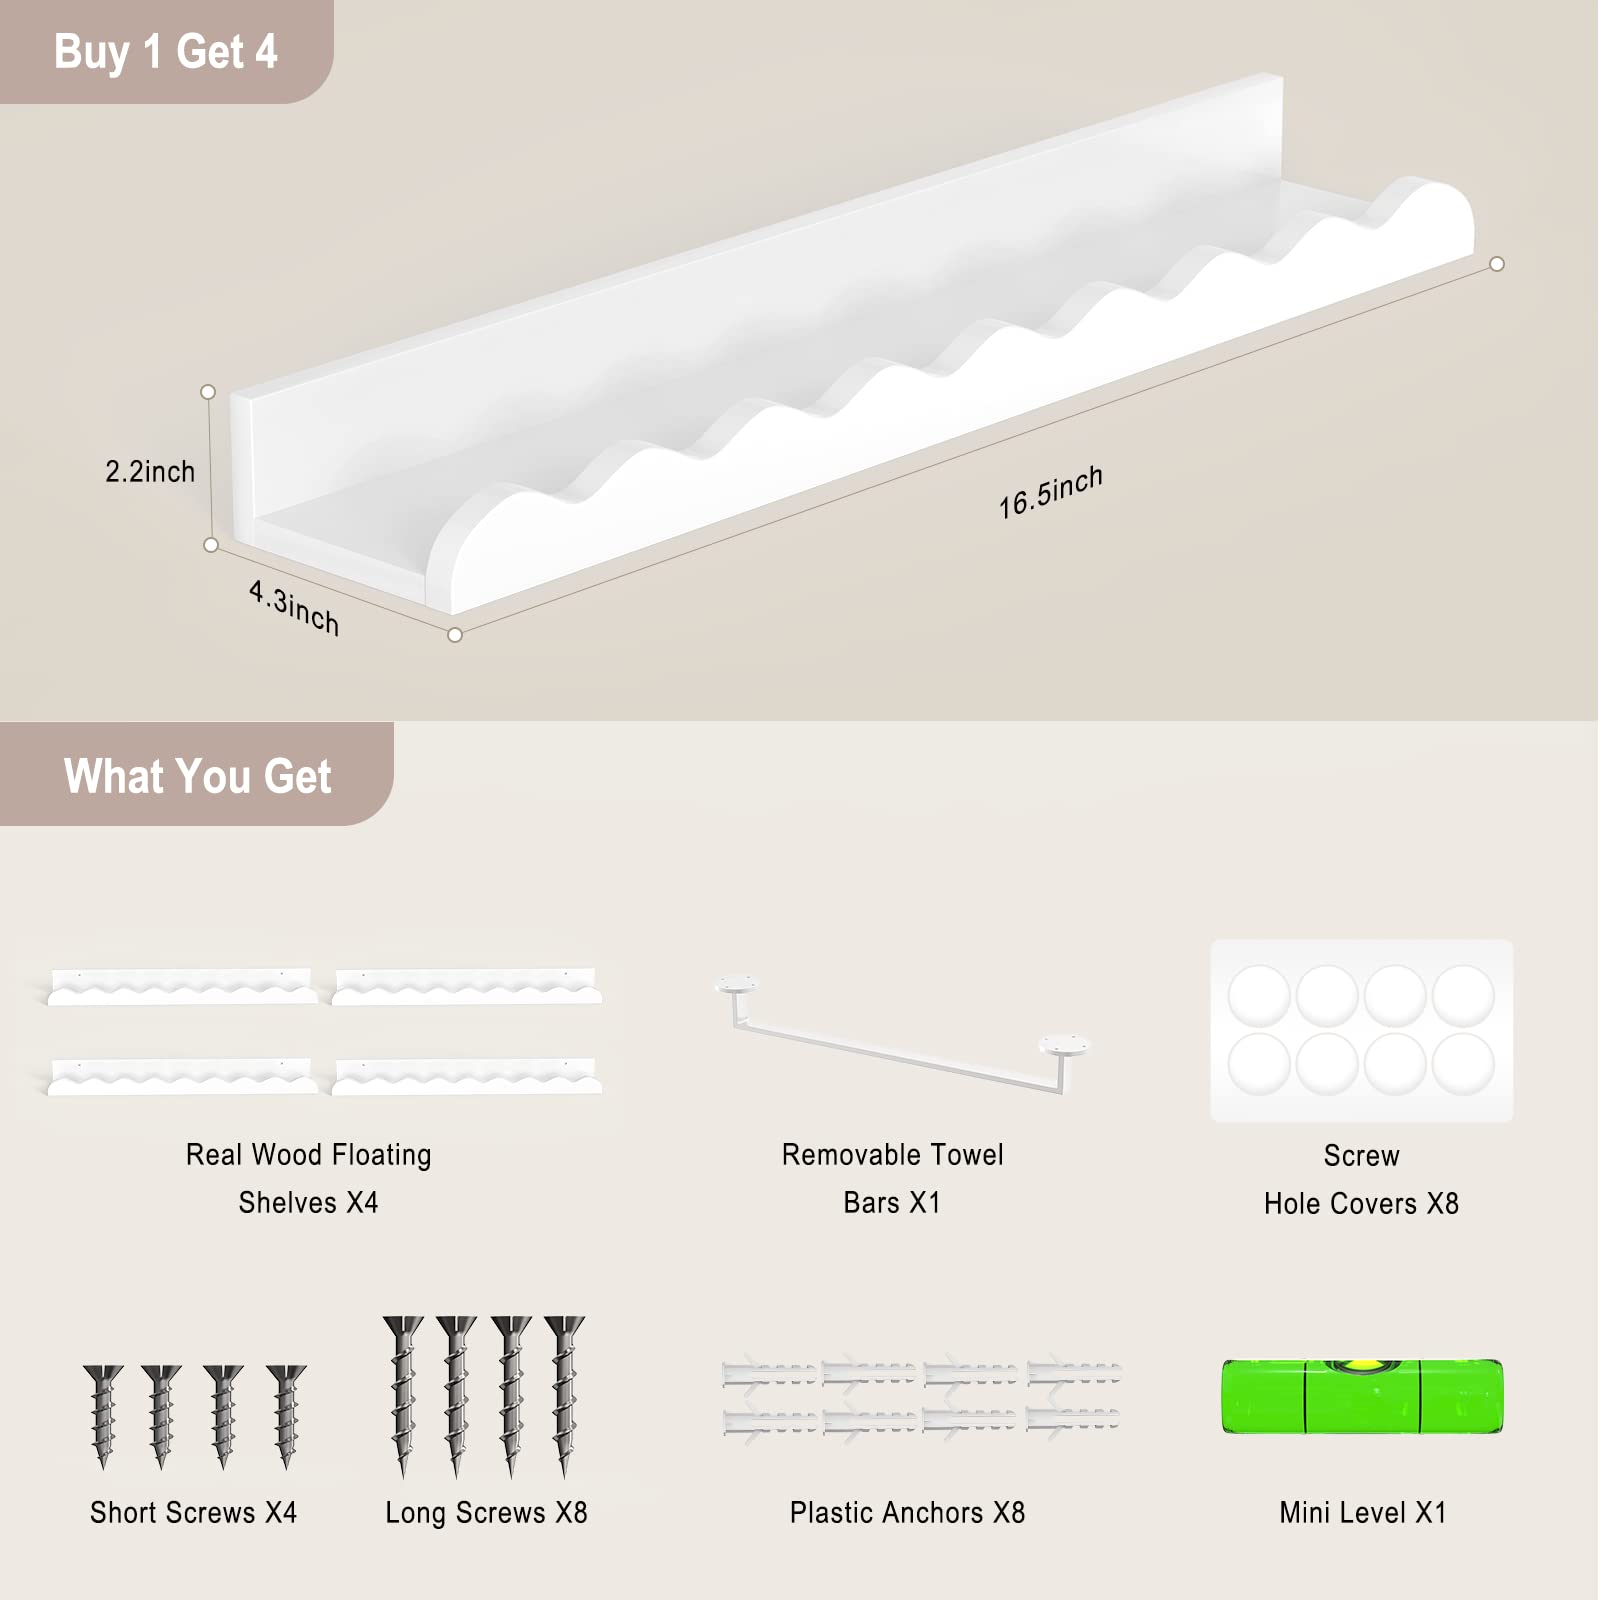 Buy 1 Get 4
2.2inch
4.3inch
16.5inch
What You Get
Real Wood Floating
Shelves X4
Removable Towel
Bars X1
Screw
Hole Covers X8
Short Screws X4
Long Screws X8
Plastic Anchors X8
Mini Level X1